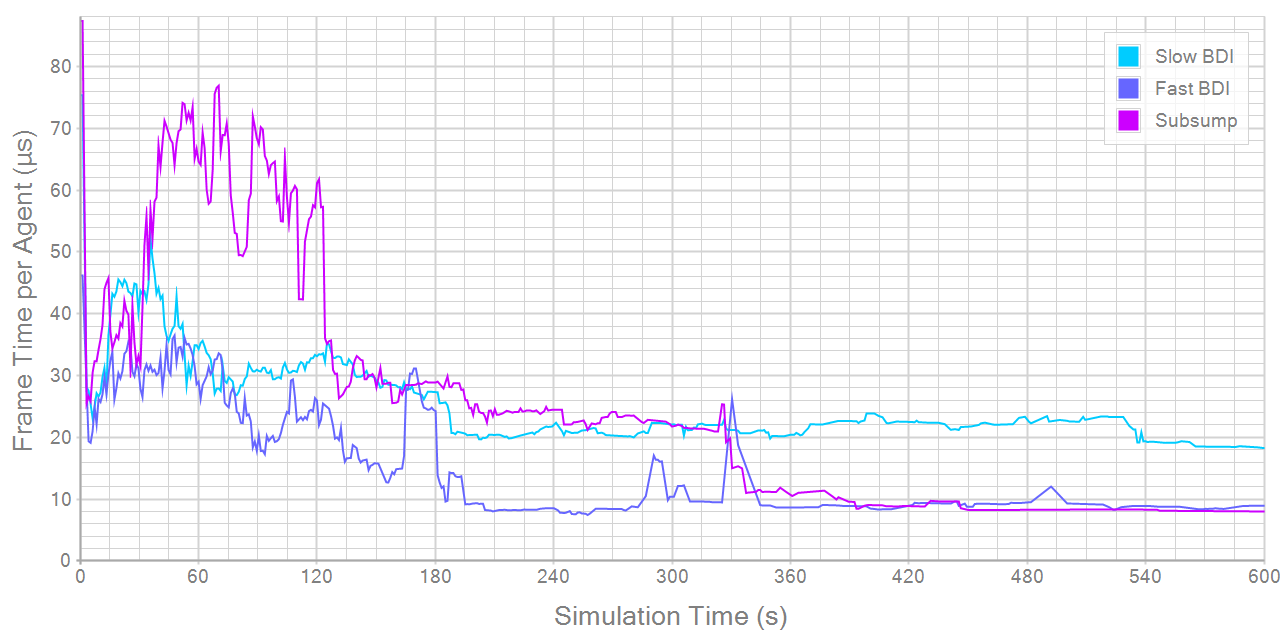 Frame Time per Agent (µs)
80
70
60
50
40
30
20
10
0
0 60 120 180 240 300 360 420 480 540 600
Simulation Time (s)
Slow BDI
Fast BDI
Subsump